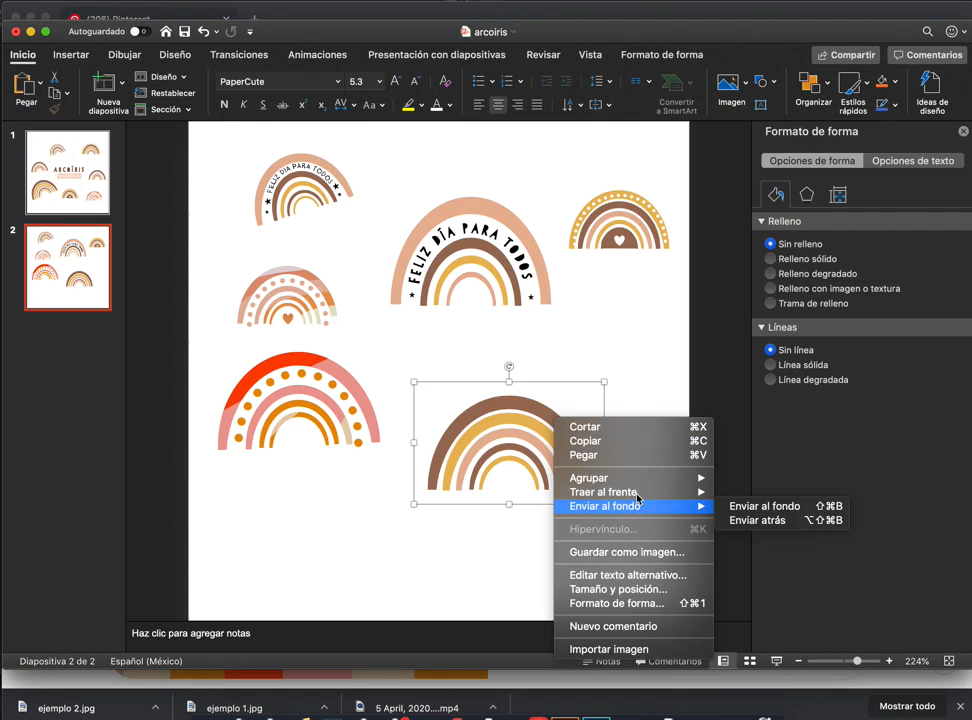 (206) Pinterest
Autoguardado
arcoiris
Inicio Insertar Dibujar Diseño Transiciones Animaciones Presentación con diapositivas Revisar Vista Formato de forma Compartir Comentarios
Pegar
Nueva diapositiva
Diseño
Restablecer
Sección
PaperCute 5.3
N K S ab X X AV Aa A A A
Convertir a SmartArt
Imagen
Organizar
Estilos rápidos
Ideas de diseño
1
ARCOÍRIS
2
FELIZ DÍA PARA TODOS
FELIZ DÍA PARA TODOS
Formato de forma
Opciones de forma Opciones de texto
Relleno
Sin relleno
Relleno sólido
Relleno degradado
Relleno con imagen o textura
Trama de relleno
Líneas
Sin línea
Línea sólida
Línea degradada
Cortar ⌘X
Copiar ⌘C
Pegar ⌘V
Agrupar
Traer al frente
Enviar al fondo
Enviar al fondo ⇧⌘B
Enviar atrás ⌥⇧⌘B
Hipervínculo... ⌘K
Guardar como imagen...
Editar texto alternativo...
Tamaño y posición...
Formato de forma... ⇧⌘1
Nuevo comentario
Importar imagen
Haz clic para agregar notas
Diapositiva 2 de 2 Español (México) Notas Comentarios 224%
ejemplo 2.jpg ejemplo 1.jpg 5 April, 2020....mp4 Mostrar todo